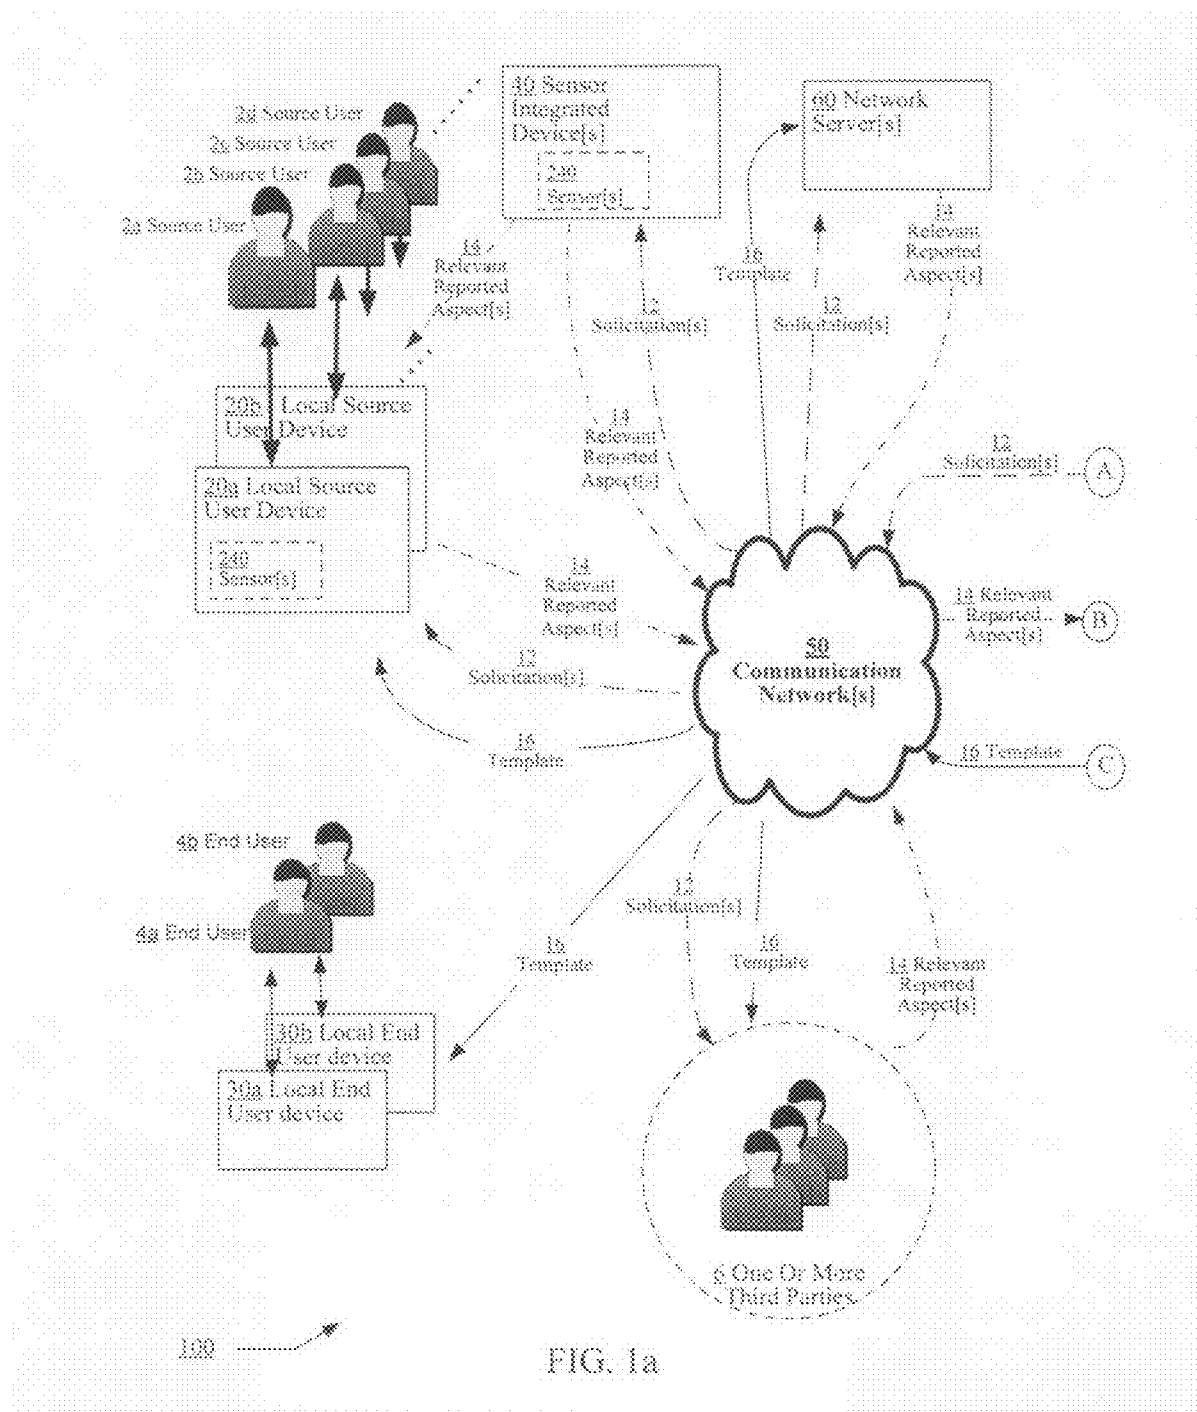 2d Source User
2c Source User
2b Source User
2a Source User
40 Sensor
Integrated
Device[s]
240
Sensor[s]
60 Network
Server[s]
14
Relevant
Reported
Aspect[s]
12
Solicitation[s]
16
Template
12
Solicitation[s]
14
Relevant
Reported
Aspect[s]
20b Local Source
User Device
20a Local Source
User Device
240
Sensor[s]
14
Relevant
Reported
Aspect[s]
12
Solicitation[s]
A
14
Relevant
Reported
Aspect[s]
14 Relevant
Reported
Aspect[s]
B
50
Communication
Network[s]
12
Solicitation[s]
16
Template
16 Template
C
4b End User
4a End User
12
Solicitation[s]
16
Template
16
Template
14 Relevant
Reported
Aspect[s]
30b Local End
User device
30a Local End
User device
6 One Or More
Third Parties
100
FIG. 1a